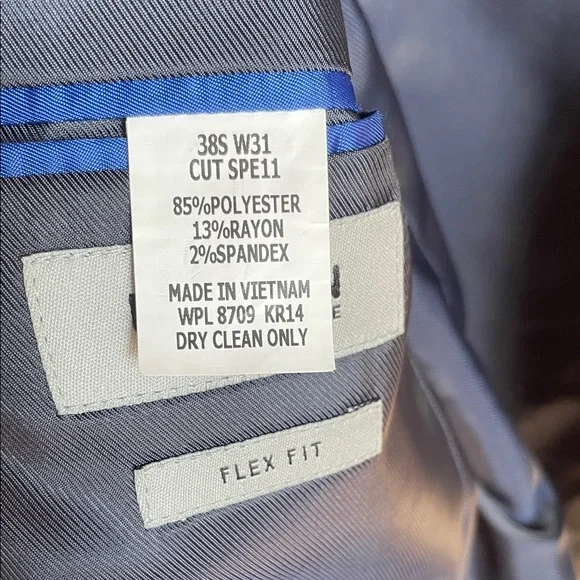 38S W31
CUT SPE11
85%POLYESTER
13%RAYON
2%SPANDEX
MADE IN VIETNAM
WPL 8709 KR14
DRY CLEAN ONLY
FLEX FIT